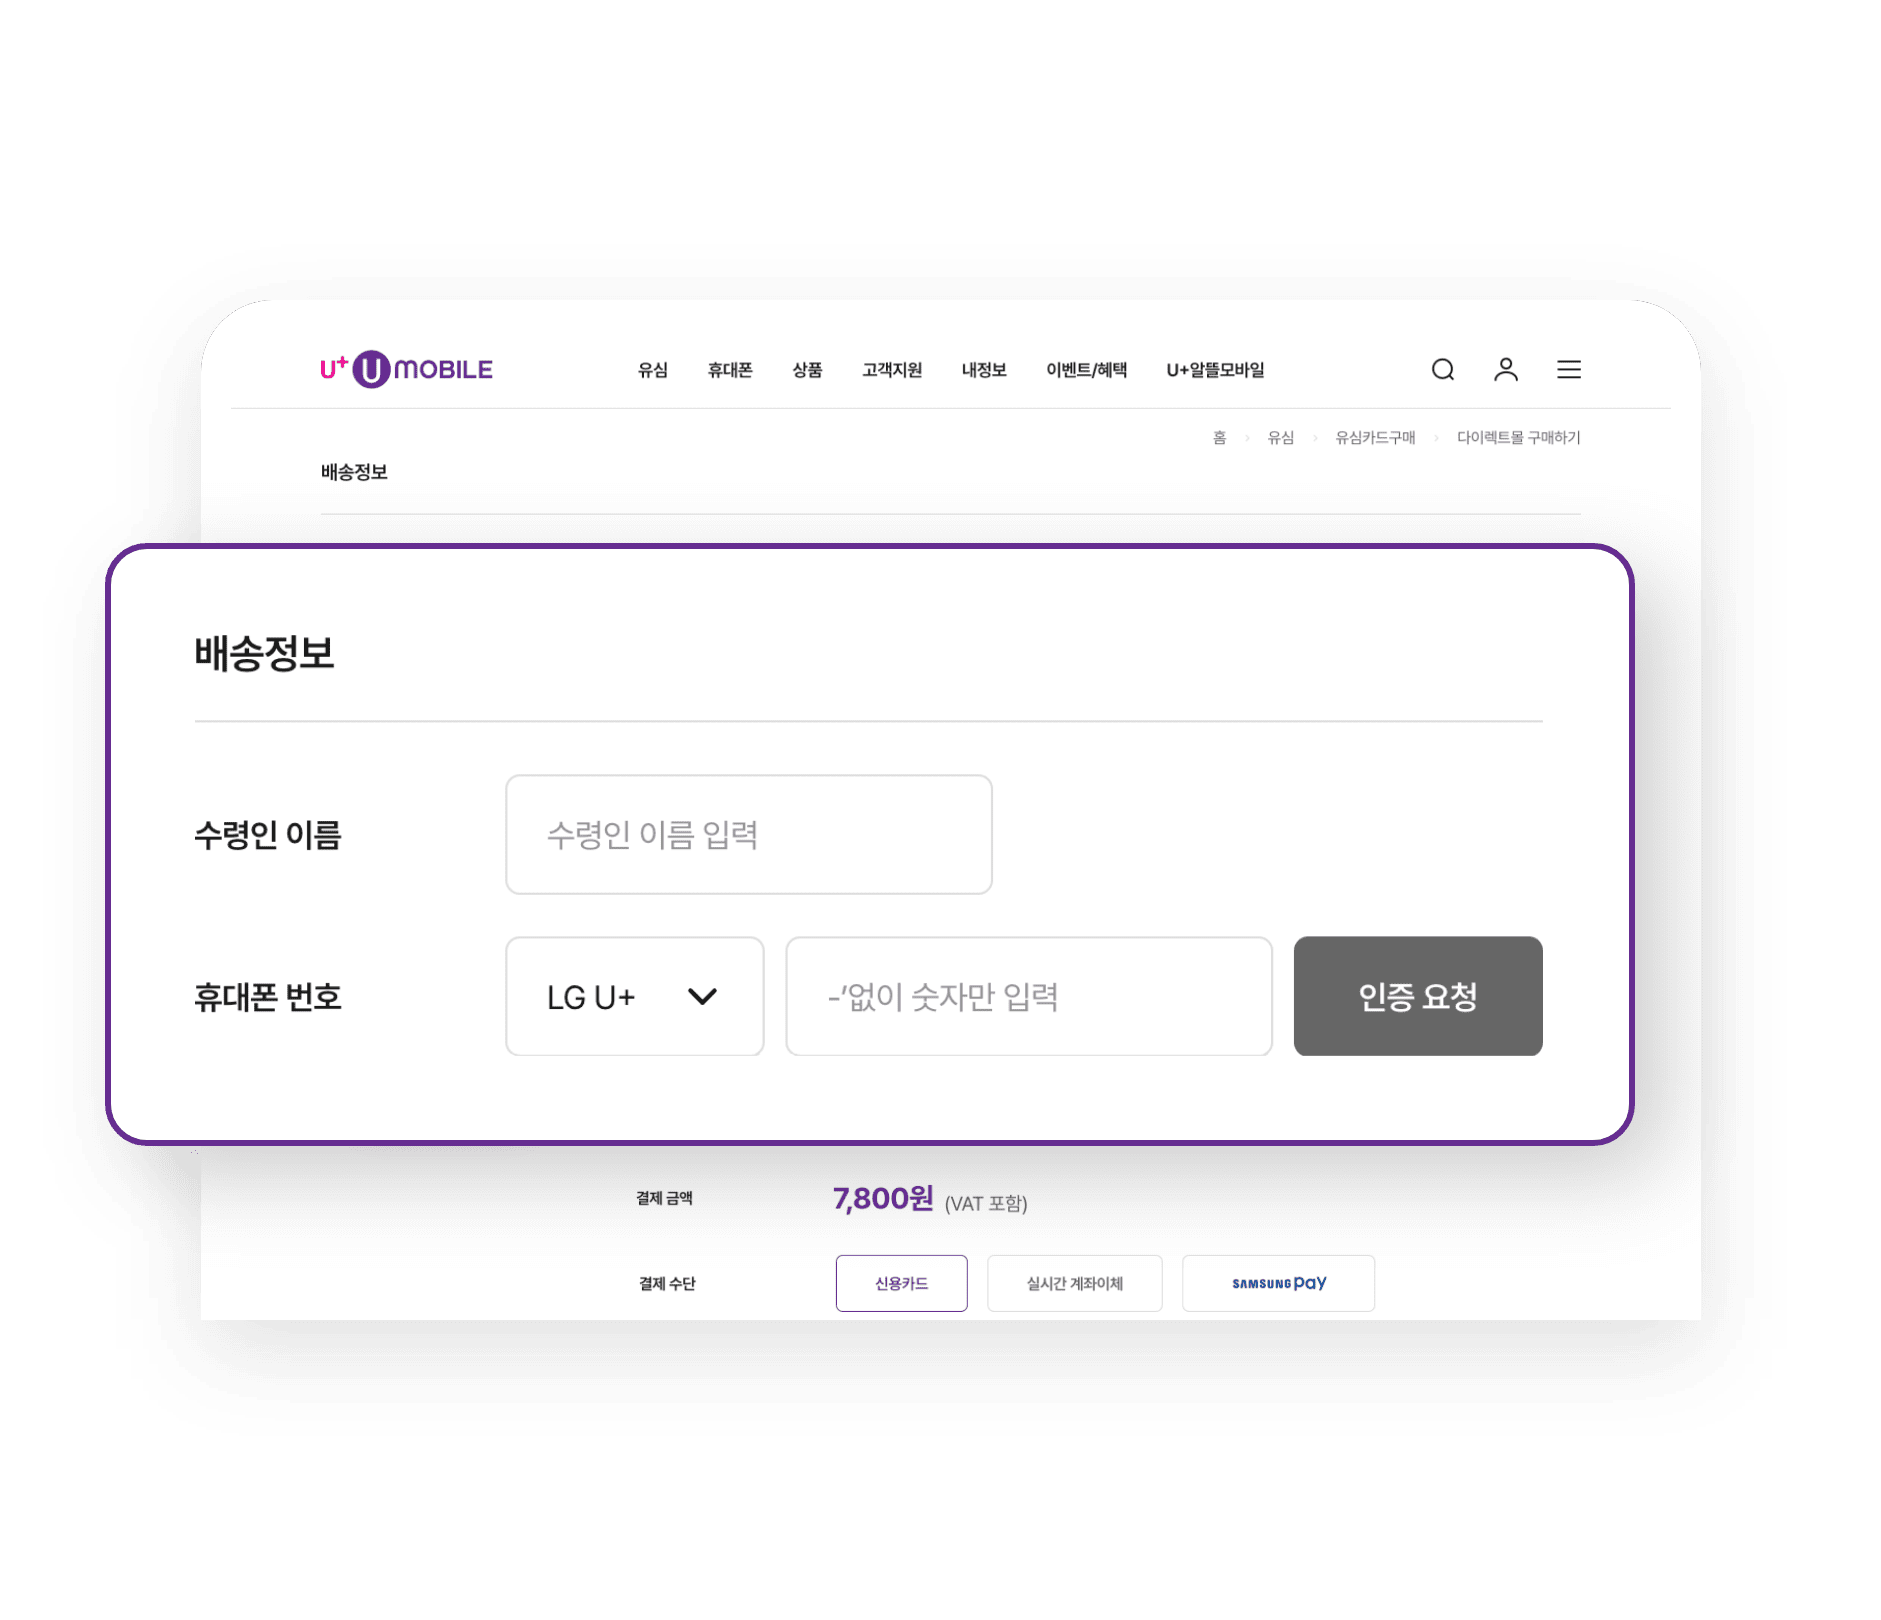 U+ U MOBILE 유심 휴대폰 상품 고객지원 내정보 이벤트/혜택 U+알뜰모바일
홈 › 유심 › 유심카드구매 › 다이렉트몰 구매하기
배송정보
배송정보
수령인 이름 수령인 이름 입력
휴대폰 번호 LG U+ -'없이 숫자만 입력 인증 요청
결제 금액 7,800원 (VAT 포함)
결제 수단 신용카드 실시간 계좌이체 SAMSUNG pay